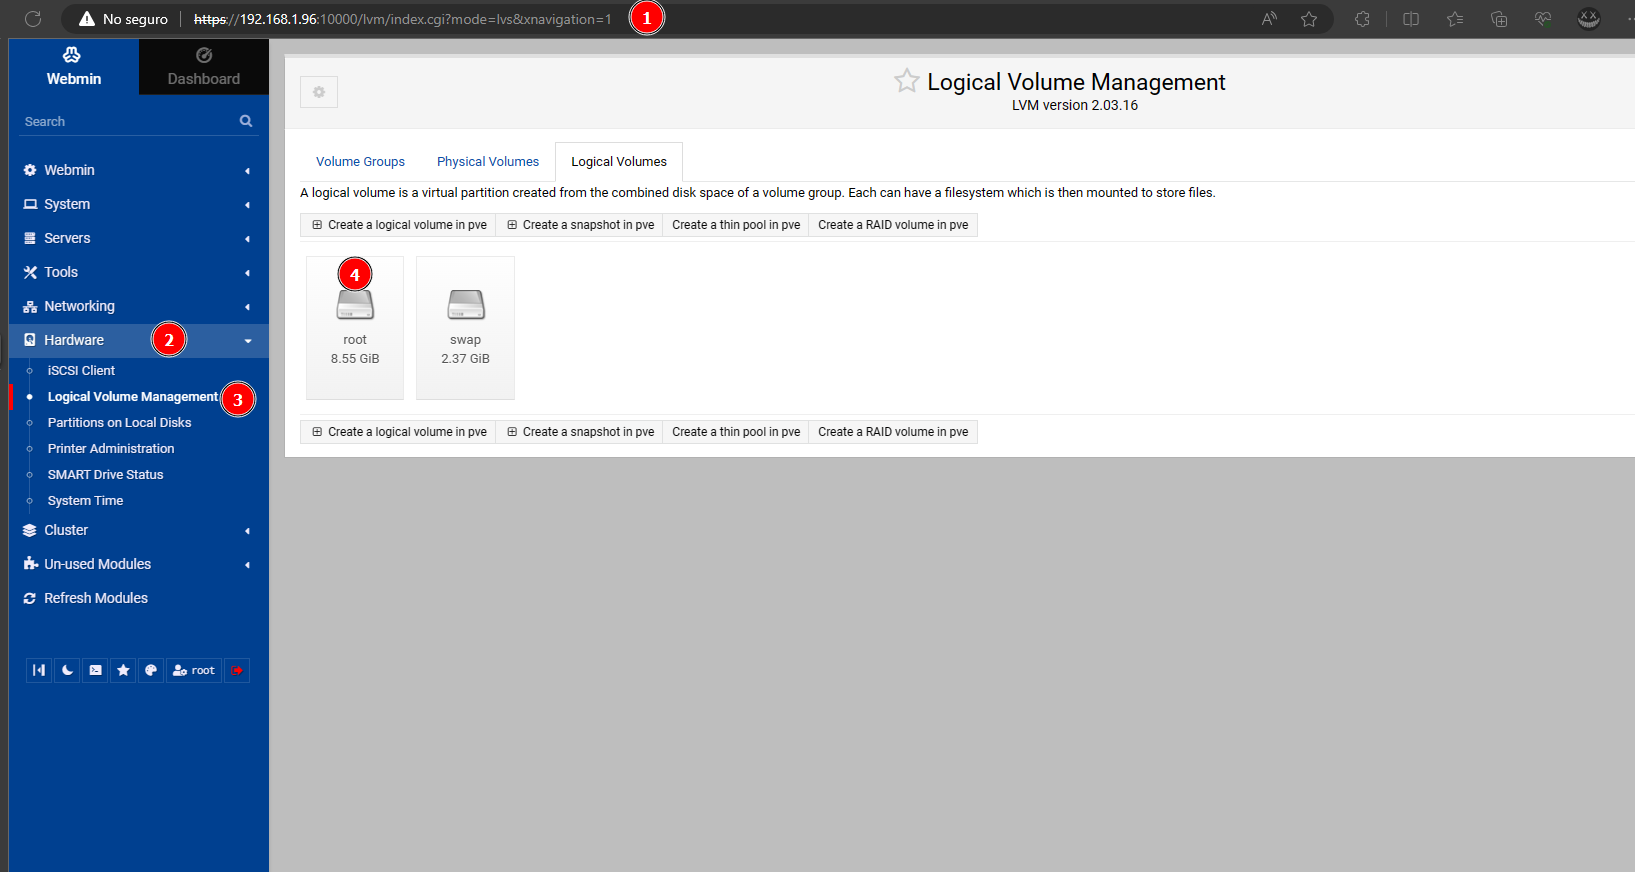 No seguro https://192.168.1.96:10000/lvm/index.cgi?mode=lvs&xnavigation=1 1
Webmin Dashboard
Search
Webmin
System
Servers
Tools
Networking
Hardware 2
iSCSI Client
Logical Volume Management 3
Partitions on Local Disks
Printer Administration
SMART Drive Status
System Time
Cluster
Un-used Modules
Refresh Modules
root
Logical Volume Management
LVM version 2.03.16
Volume Groups Physical Volumes Logical Volumes
A logical volume is a virtual partition created from the combined disk space of a volume group. Each can have a filesystem which is then mounted to store files.
Create a logical volume in pve Create a snapshot in pve Create a thin pool in pve Create a RAID volume in pve
4
root swap
8.55 GiB 2.37 GiB
Create a logical volume in pve Create a snapshot in pve Create a thin pool in pve Create a RAID volume in pve